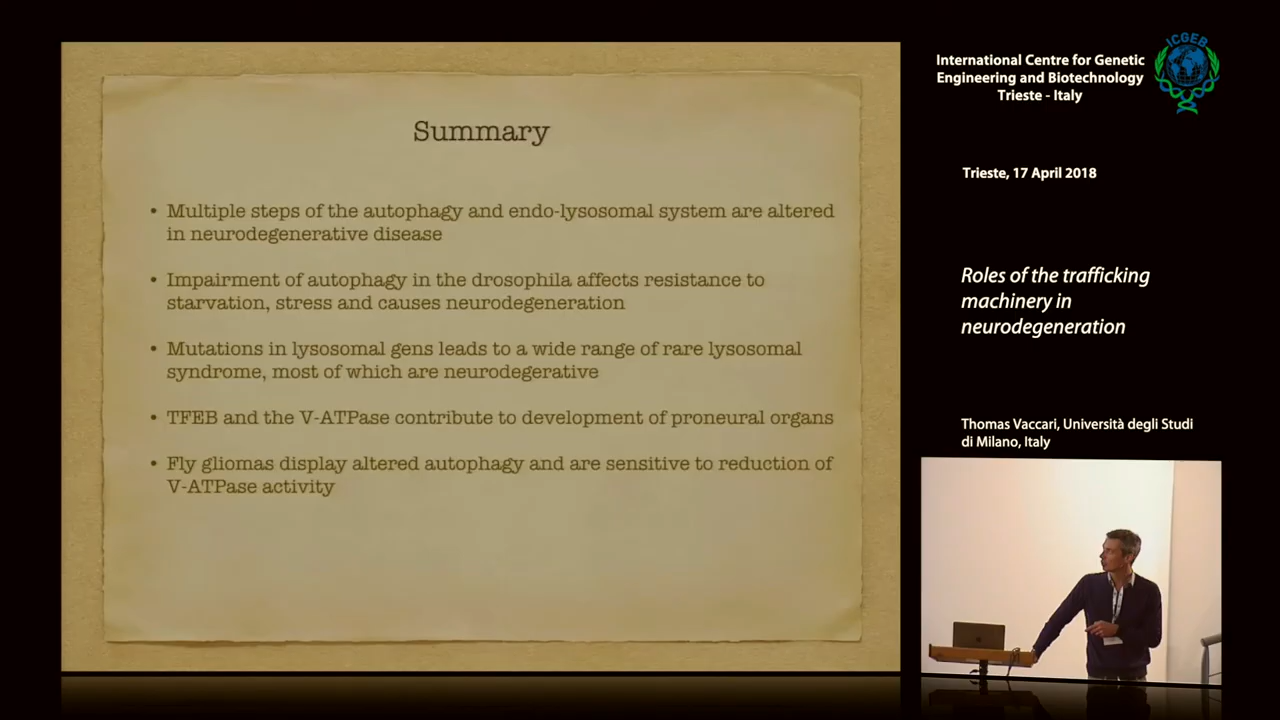 Summary
• Multiple steps of the autophagy and endo-lysosomal system are altered
in neurodegenerative disease
• Impairment of autophagy in the drosophila affects resistance to
starvation, stress and causes neurodegeneration
• Mutations in lysosomal gens leads to a wide range of rare lysosomal
syndrome, most of which are neurodegerative
• TFEB and the V-ATPase contribute to development of proneural organs
• Fly gliomas display altered autophagy and are sensitive to reduction of
V-ATPase activity
International Centre for Genetic
Engineering and Biotechnology
Trieste - Italy
ICGEB
Trieste, 17 April 2018
Roles of the trafficking
machinery in
neurodegeneration
Thomas Vaccari, Università degli Studi
di Milano, Italy